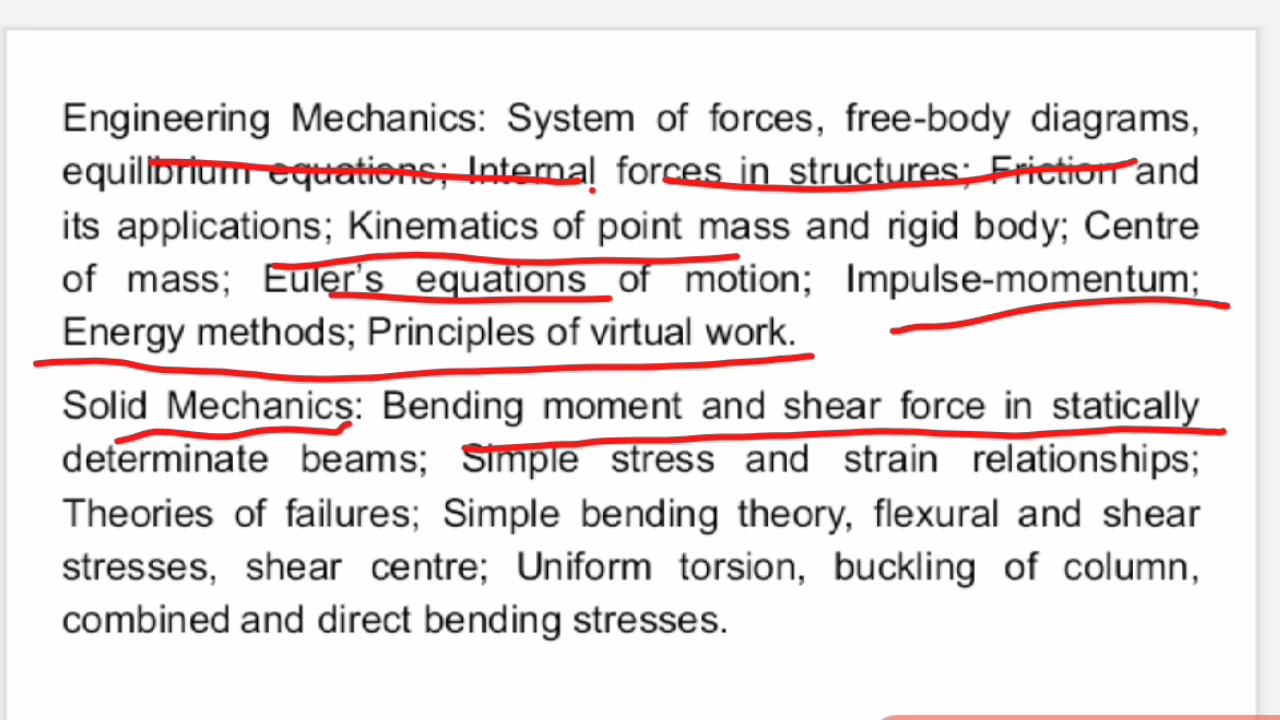 Engineering Mechanics: System of forces, free-body diagrams,
equilibrium equations; Internal forces in structures; Friction and
its applications; Kinematics of point mass and rigid body; Centre
of mass; Euler's equations of motion; Impulse-momentum;
Energy methods; Principles of virtual work.
Solid Mechanics: Bending moment and shear force in statically
determinate beams; Simple stress and strain relationships;
Theories of failures; Simple bending theory, flexural and shear
stresses, shear centre; Uniform torsion, buckling of column,
combined and direct bending stresses.